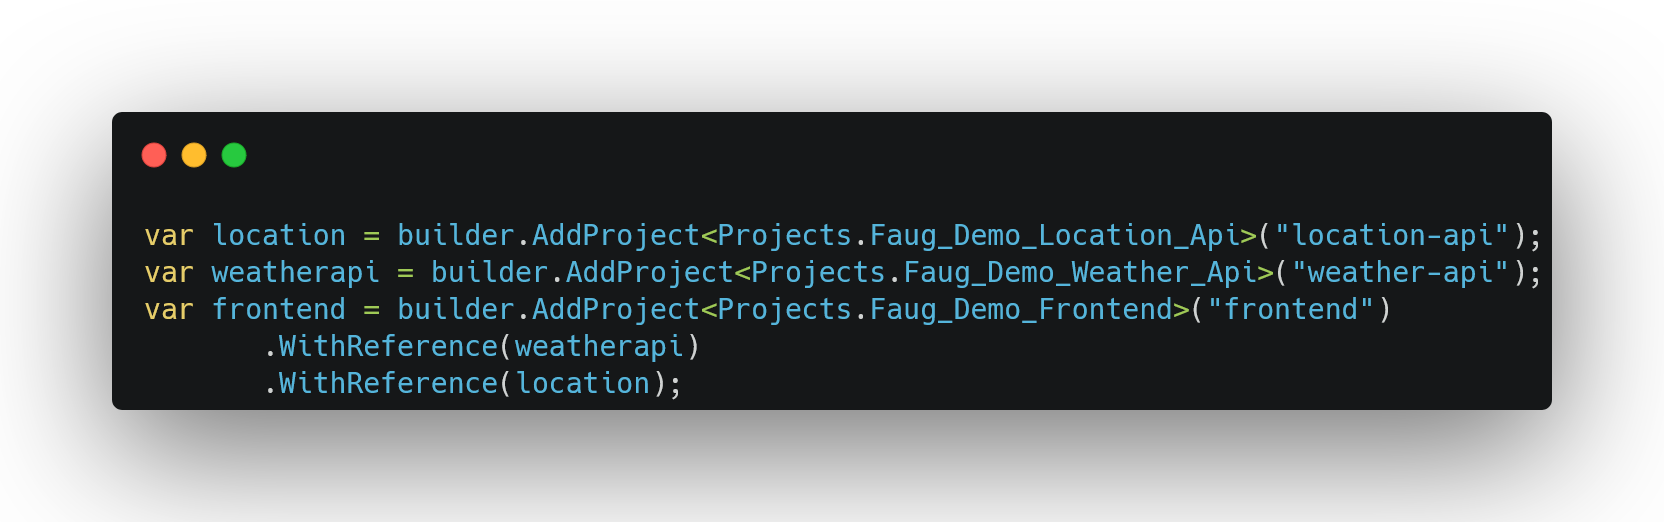 var location = builder.AddProject<Projects.Faug_Demo_Location_Api>("location-api");
var weatherapi = builder.AddProject<Projects.Faug_Demo_Weather_Api>("weather-api");
var frontend = builder.AddProject<Projects.Faug_Demo_Frontend>("frontend")
       .WithReference(weatherapi)
       .WithReference(location);